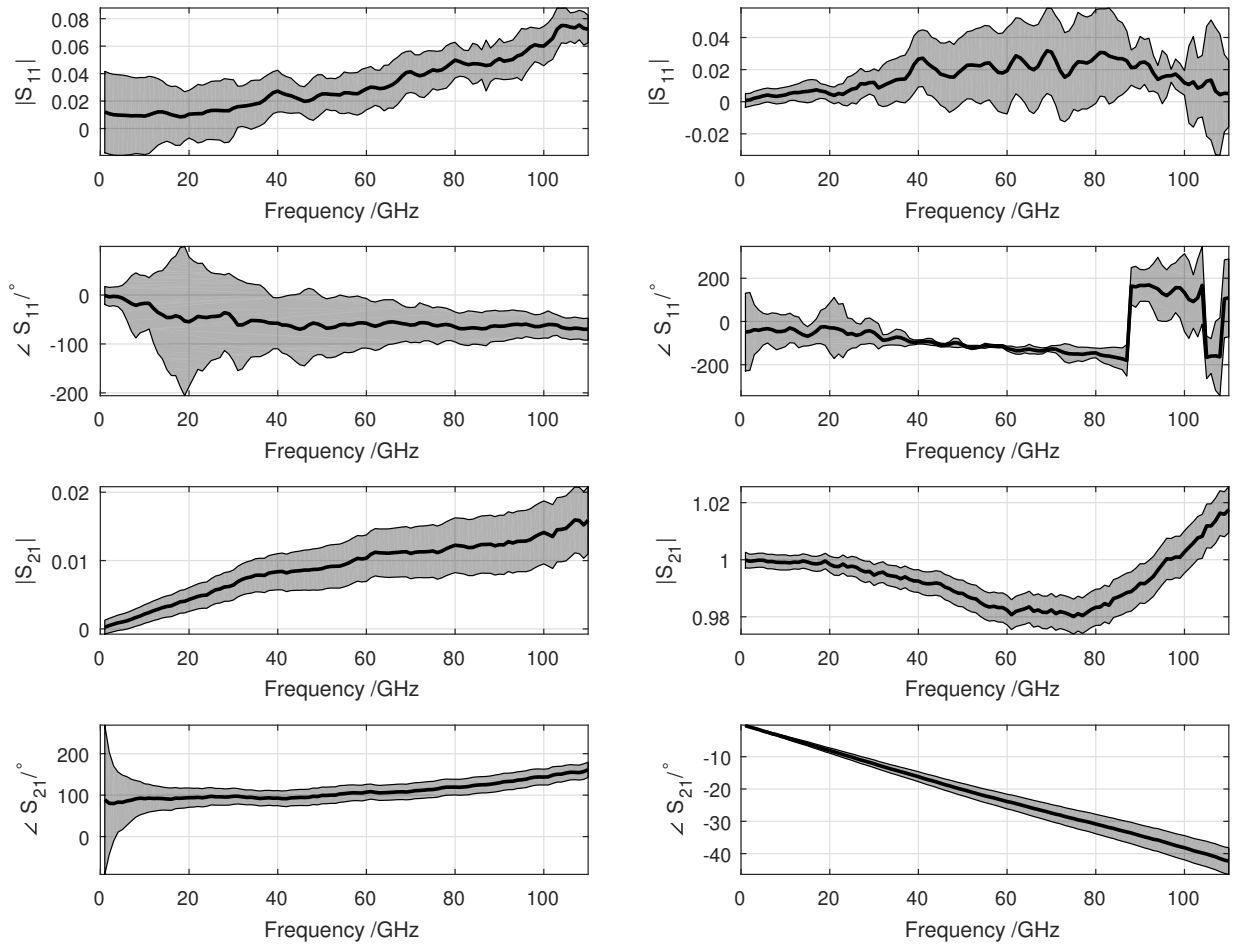 |S11|
0.08
0.06
0.04
0.02
0
0 20 40 60 80 100
Frequency /GHz
|S11|
0.04
0.02
0
-0.02
0 20 40 60 80 100
Frequency /GHz
∠ S11/°
0
-100
-200
0 20 40 60 80 100
Frequency /GHz
∠ S11/°
200
0
-200
0 20 40 60 80 100
Frequency /GHz
|S21|
0.02
0.01
0
0 20 40 60 80 100
Frequency /GHz
|S21|
1.02
1
0.98
0 20 40 60 80 100
Frequency /GHz
∠ S21/°
200
100
0
0 20 40 60 80 100
Frequency /GHz
∠ S21/°
-10
-20
-30
-40
0 20 40 60 80 100
Frequency /GHz